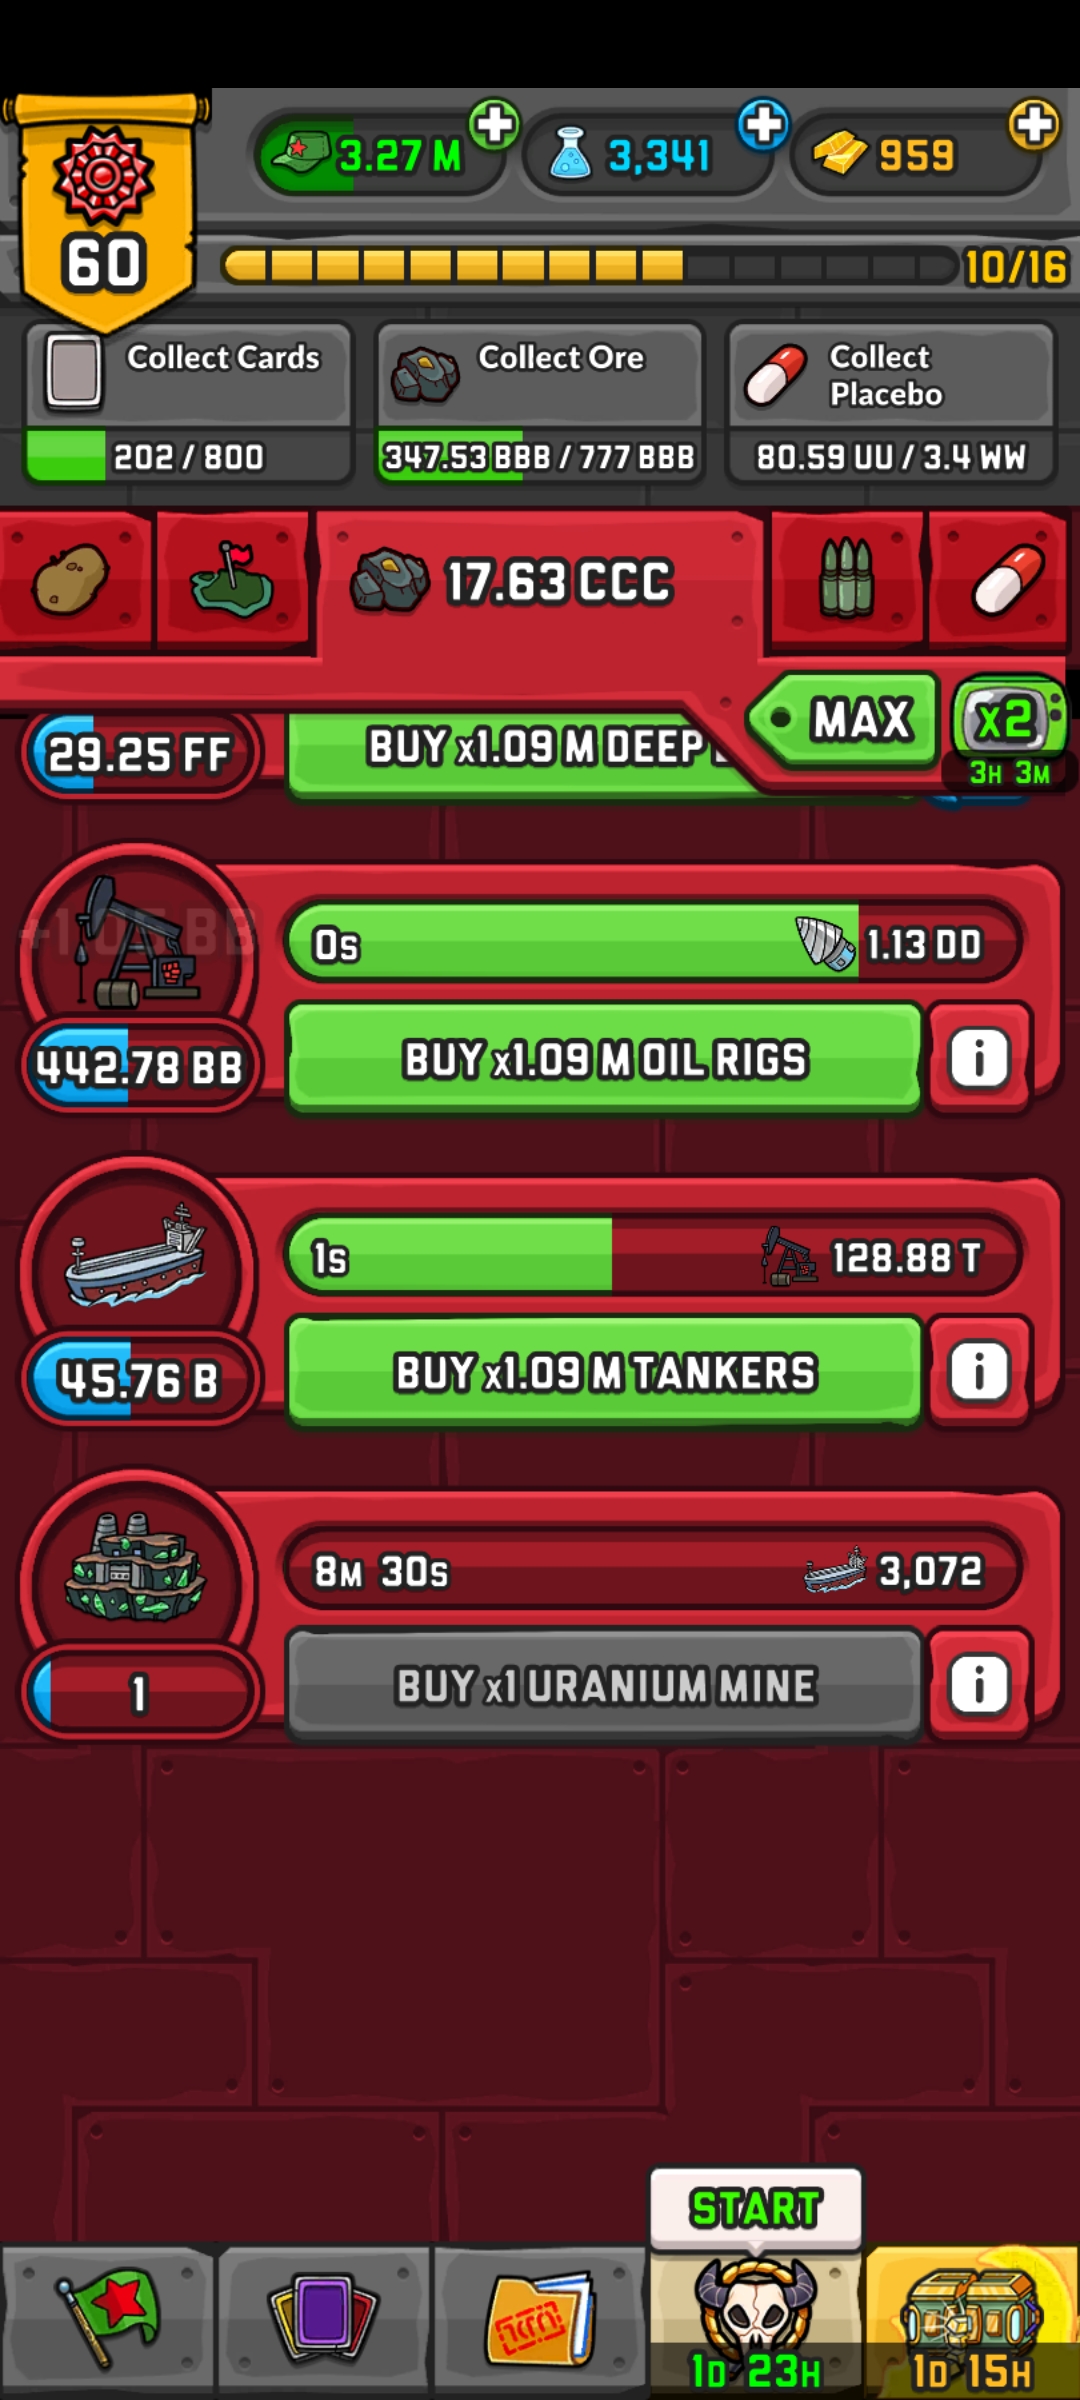 3.27 M
3,341
959
60
10/16
Collect Cards
202 / 800
Collect Ore
347.53 BBB / 777 BBB
Collect
Placebo
80.59 UU / 3.4 WW
17.63 CCC
MAX
x2
3H 3M
29.25 FF
BUY x1.09 M DEEP
+1.05 BB
0s
1.13 DD
442.78 BB
BUY x1.09 M OIL RIGS
i
1s
128.88 T
45.76 B
BUY x1.09 M TANKERS
i
8M 30s
3,072
1
BUY x1 URANIUM MINE
i
START
1D 23H
1D 15H